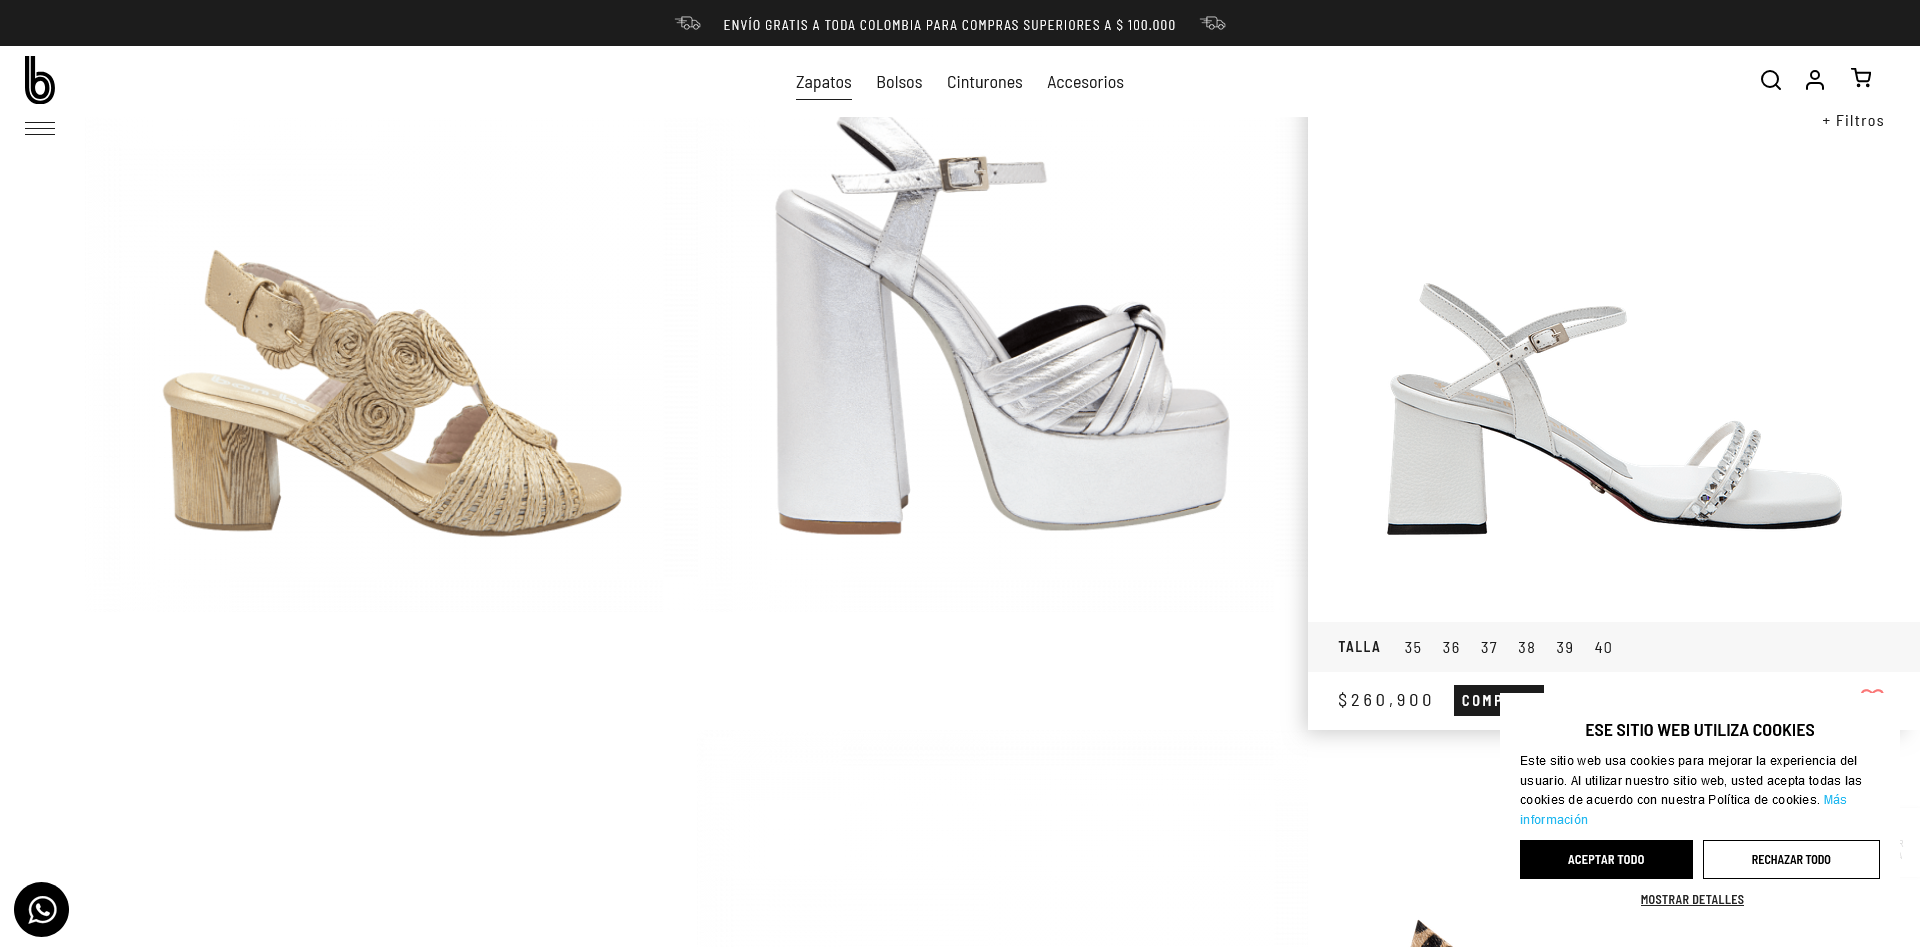 ENVÍO GRATIS A TODA COLOMBIA PARA COMPRAS SUPERIORES A $ 100.000
b
Zapatos Bolsos Cinturones Accesorios
+ Filtros
TALLA 35 36 37 38 39 40
$260,900
ESE SITIO WEB UTILIZA COOKIES
Este sitio web usa cookies para mejorar la experiencia del
usuario. Al utilizar nuestro sitio web, usted acepta todas las
cookies de acuerdo con nuestra Política de cookies. Más
información
ACEPTAR TODO RECHAZAR TODO
MOSTRAR DETALLES